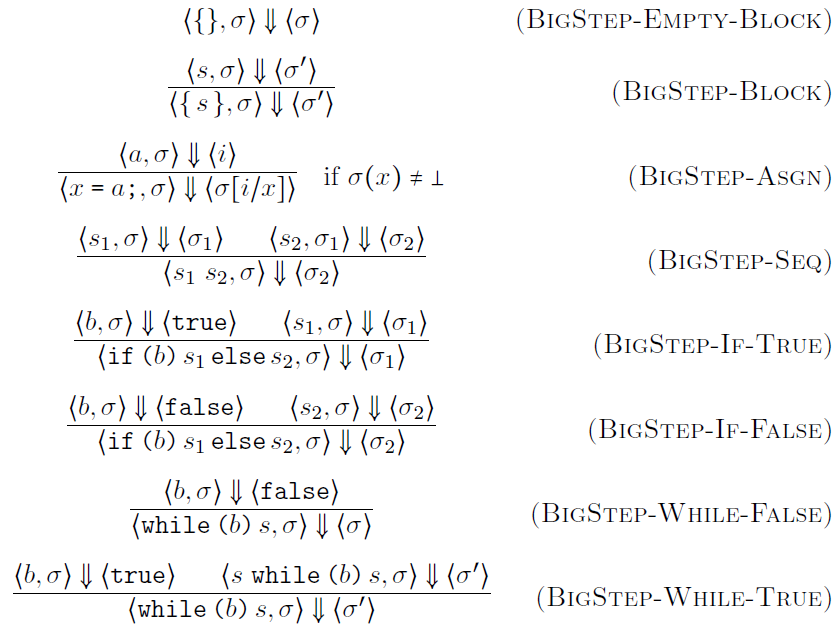 ⟨{}, σ⟩ ⇓ ⟨σ⟩ (BIGSTEP-EMPTY-BLOCK)
⟨s, σ⟩ ⇓ ⟨σ′⟩
⟨{ s }, σ⟩ ⇓ ⟨σ′⟩ (BIGSTEP-BLOCK)
⟨a, σ⟩ ⇓ ⟨i⟩
⟨x = a;, σ⟩ ⇓ ⟨σ[i/x]⟩ if σ(x) ≠ ⊥ (BIGSTEP-ASGN)
⟨s₁, σ⟩ ⇓ ⟨σ₁⟩ ⟨s₂, σ₁⟩ ⇓ ⟨σ₂⟩
⟨s₁ s₂, σ⟩ ⇓ ⟨σ₂⟩ (BIGSTEP-SEQ)
⟨b, σ⟩ ⇓ ⟨true⟩ ⟨s₁, σ⟩ ⇓ ⟨σ₁⟩
⟨if (b) s₁ else s₂, σ⟩ ⇓ ⟨σ₁⟩ (BIGSTEP-IF-TRUE)
⟨b, σ⟩ ⇓ ⟨false⟩ ⟨s₂, σ⟩ ⇓ ⟨σ₂⟩
⟨if (b) s₁ else s₂, σ⟩ ⇓ ⟨σ₂⟩ (BIGSTEP-IF-FALSE)
⟨b, σ⟩ ⇓ ⟨false⟩
⟨while (b) s, σ⟩ ⇓ ⟨σ⟩ (BIGSTEP-WHILE-FALSE)
⟨b, σ⟩ ⇓ ⟨true⟩ ⟨s while (b) s, σ⟩ ⇓ ⟨σ′⟩
⟨while (b) s, σ⟩ ⇓ ⟨σ′⟩ (BIGSTEP-WHILE-TRUE)